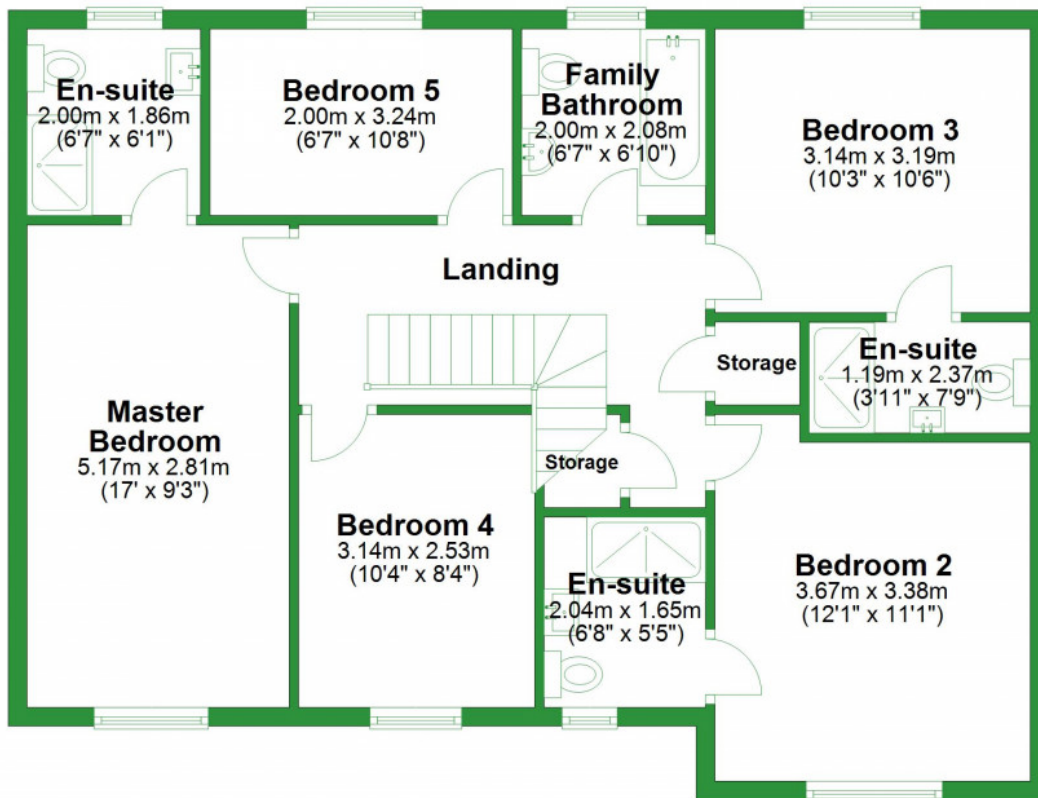 En-suite
2.00m x 1.86m
(6'7" x 6'1")
Bedroom 5
2.00m x 3.24m
(6'7" x 10'8")
Family
Bathroom
2.00m x 2.08m
(6'7" x 6'10")
Bedroom 3
3.14m x 3.19m
(10'3" x 10'6")
Landing
Storage
En-suite
1.19m x 2.37m
(3'11" x 7'9")
Master
Bedroom
5.17m x 2.81m
(17' x 9'3")
Storage
Bedroom 4
3.14m x 2.53m
(10'4" x 8'4")
En-suite
2.04m x 1.65m
(6'8" x 5'5")
Bedroom 2
3.67m x 3.38m
(12'1" x 11'1")